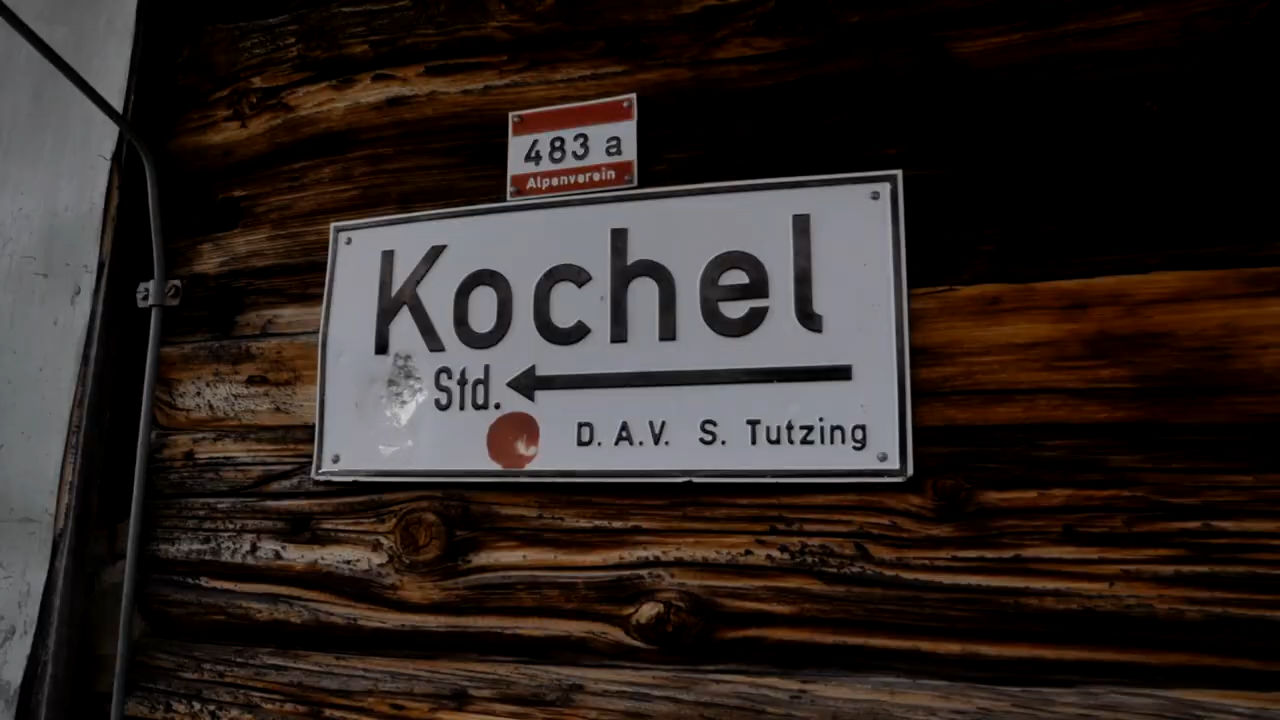 483 a
Alpenverein
Kochel
Std.
D. A.V. S. Tutzing